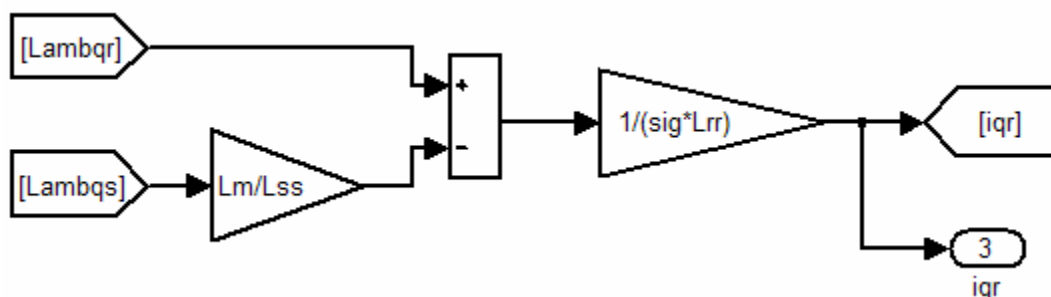 [Lambqr]
+
1/(sig*Lrr)
[iqr]
−
[Lambqs]
Lm/Lss
3
iqr